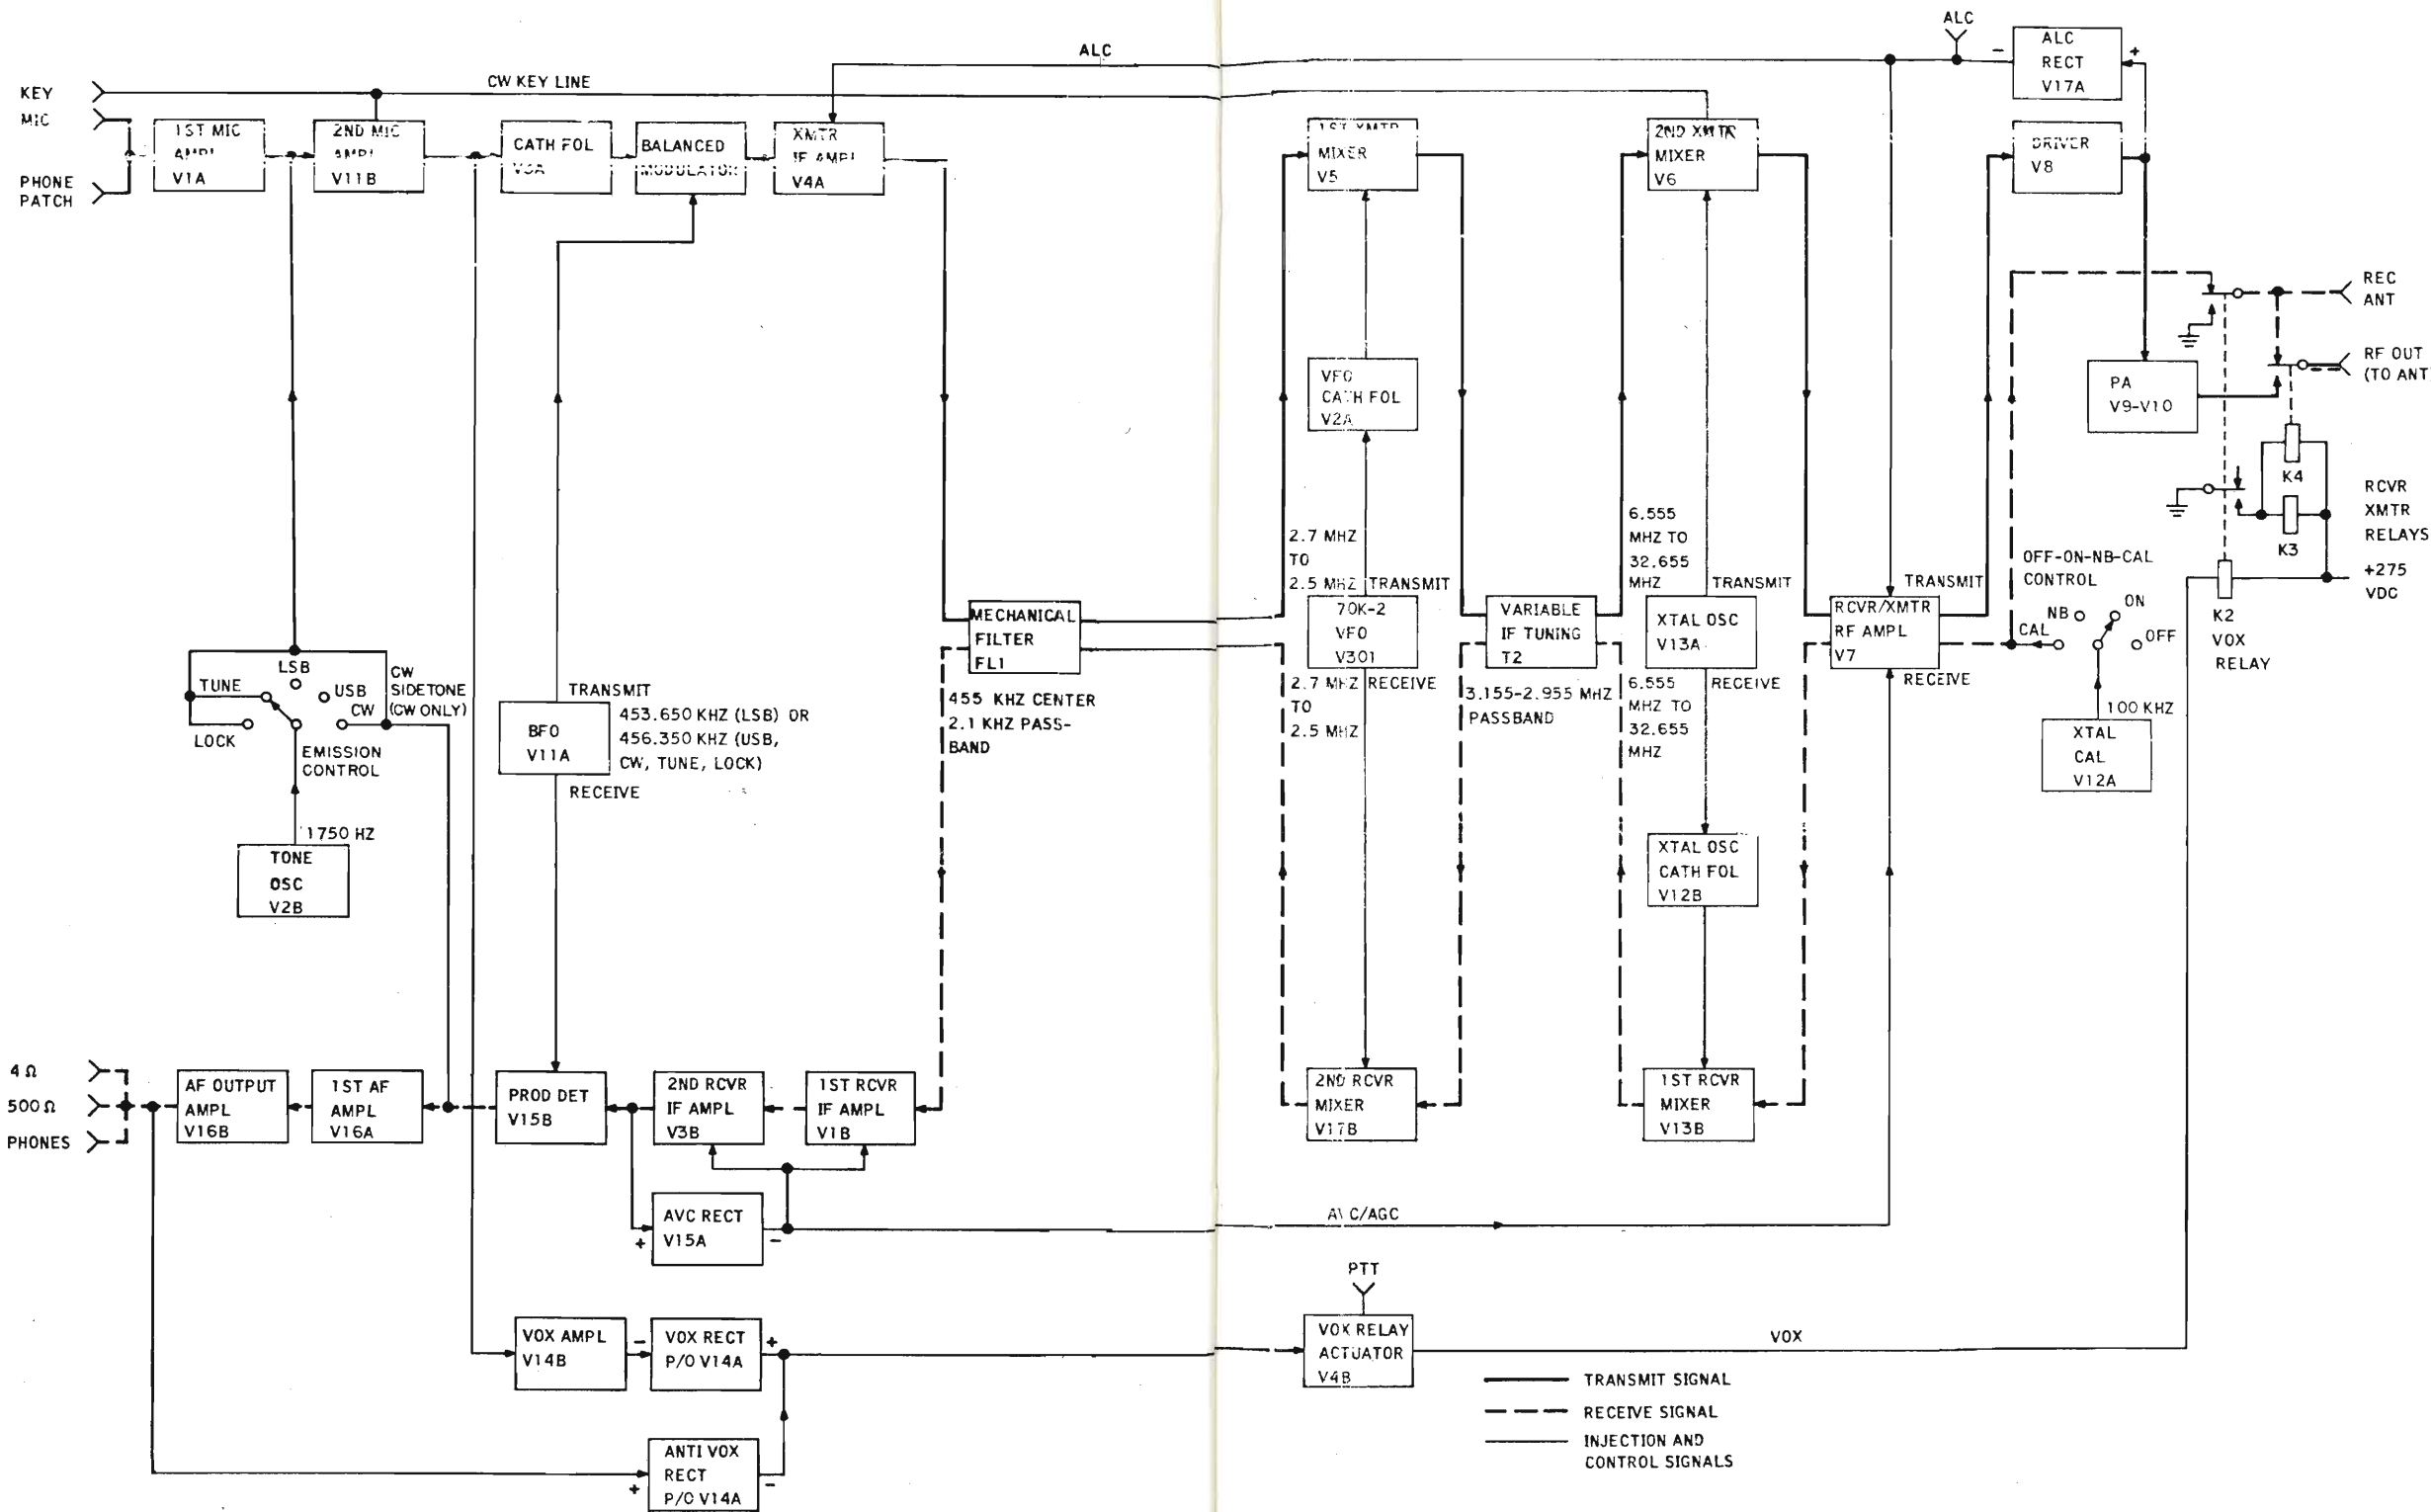 KEY
MIC
PHONE
PATCH
CW KEY LINE
ALC
ALC
-
ALC
RECT
V17A
+
1ST MIC
AMPL
V1A
2ND MIC
AMPL
V11B
CATH FOL
BALANCED
MODULATOR
XMTR
IF AMPL
V4A
1ST XMTR
MIXER
V5
2ND XMTR
MIXER
V6
DRIVER
V8
REC
ANT
RF OUT
(TO ANT
PA
V9-V10
VFO
CATH FOL
V2A
K4
K3
RCVR
XMTR
RELAYS
+275
VDC
K2
VOX
RELAY
2.7 MHZ
TO
2.5 MHZ
TRANSMIT
6.555
MHZ TO
32.655
MHZ
TRANSMIT
TRANSMIT
OFF-ON-NB-CAL
CONTROL
NB
ON
CAL
OFF
MECHANICAL
FILTER
FL1
70K-2
VFO
V301
VARIABLE
IF TUNING
T2
XTAL OSC
V13A
RCVR/XMTR
RF AMPL
V7
455 KHZ CENTER
2.1 KHZ PASS-
BAND
2.7 MHZ
TO
2.5 MHZ
RECEIVE
3.155-2.955 MHZ
PASSBAND
6.555
MHZ TO
32.655
MHZ
RECEIVE
RECEIVE
100 KHZ
XTAL
CAL
V12A
LSB
TUNE
USB
CW
LOCK
CW
SIDETONE
(CW ONLY)
EMISSION
CONTROL
TRANSMIT
BFO
V11A
453.650 KHZ (LSB) OR
456.350 KHZ (USB,
CW, TUNE, LOCK)
RECEIVE
1750 HZ
TONE
OSC
V2B
XTAL OSC
CATH FOL
V12B
4 Ω
500 Ω
PHONES
AF OUTPUT
AMPL
V16B
1ST AF
AMPL
V16A
PROD DET
V15B
2ND RCVR
IF AMPL
V3B
1ST RCVR
IF AMPL
V1B
2ND RCVR
MIXER
V17B
1ST RCVR
MIXER
V13B
AVC RECT
V15A
+
-
AVC/AGC
PTT
VOX AMPL
V14B
-
VOX RECT
P/O V14A
+
VOX RELAY
ACTUATOR
V4B
VOX
ANTI VOX
RECT
P/O V14A
+
-
TRANSMIT SIGNAL
RECEIVE SIGNAL
INJECTION AND
CONTROL SIGNALS